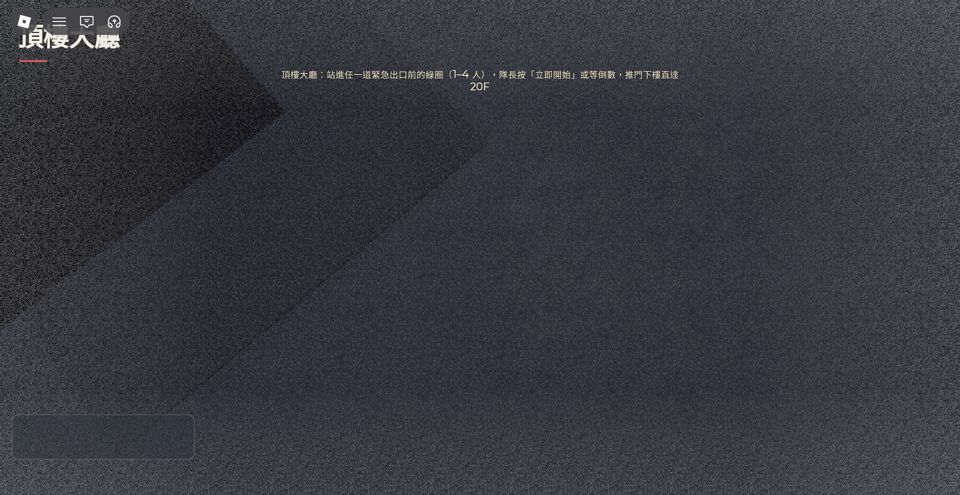 頂樓大廳
頂樓大廳：站進任一道緊急出口前的綠圈（1–4 人），隊長按「立即開始」或等倒數，推門下樓直達
20F